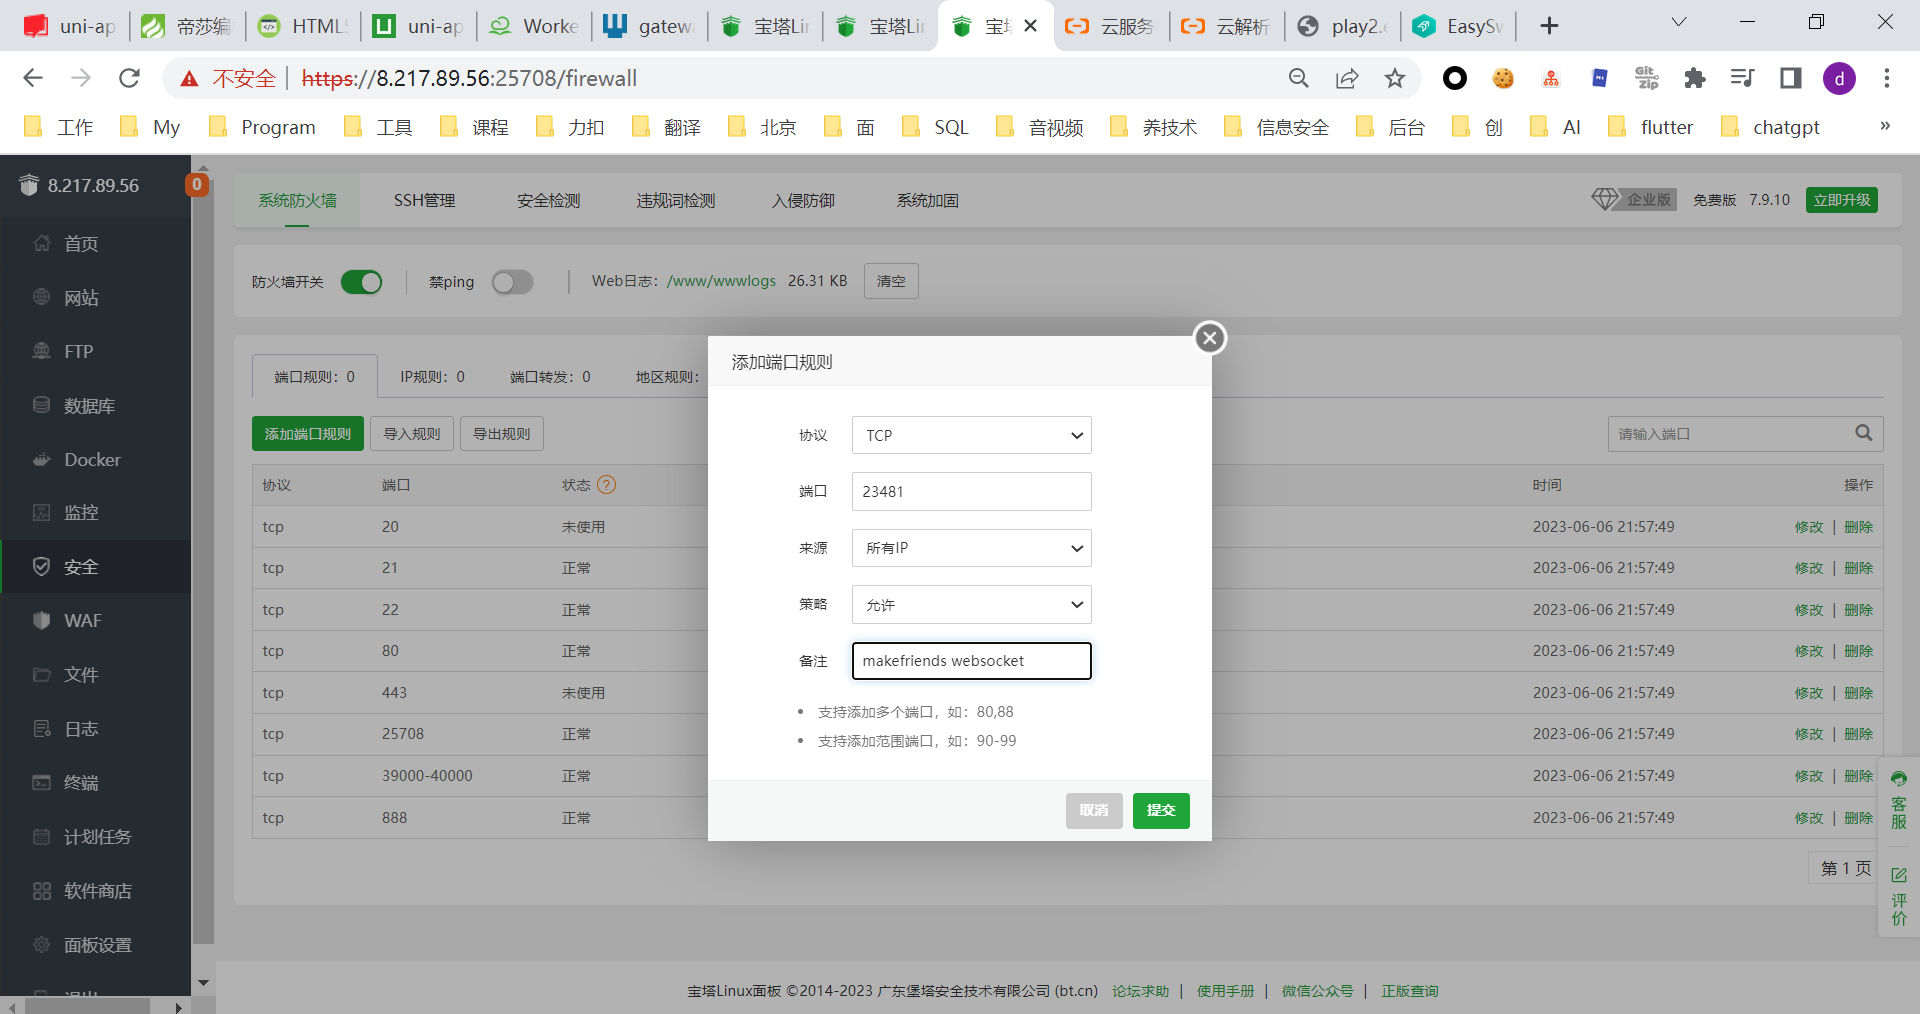 uni-ap
帝莎编
HTML5
uni-ap
Worke
gatewa
宝塔Lin
宝塔Lin
宝塔
云服务
云解析
play2.
EasySw
不安全 https://8.217.89.56:25708/firewall
Git Zip
d
工作 My Program 工具 课程 力扣 翻译 北京 面 SQL 音视频 养技术 信息安全 后台 创 AI flutter chatgpt »
8.217.89.56
0
首页
网站
FTP
数据库
Docker
监控
安全
WAF
文件
日志
终端
计划任务
软件商店
面板设置
退出
系统防火墙 SSH管理 安全检测 违规词检测 入侵防御 系统加固
企业版 免费版 7.9.10 立即升级
防火墙开关 禁ping Web日志：/www/wwwlogs 26.31 KB 清空
端口规则：0 IP规则：0 端口转发：0 地区规则：
添加端口规则 导入规则 导出规则 请输入端口
协议 端口 状态 ? 时间 操作
tcp 20 未使用 2023-06-06 21:57:49 修改 | 删除
tcp 21 正常 2023-06-06 21:57:49 修改 | 删除
tcp 22 正常 2023-06-06 21:57:49 修改 | 删除
tcp 80 正常 2023-06-06 21:57:49 修改 | 删除
tcp 443 未使用 2023-06-06 21:57:49 修改 | 删除
tcp 25708 正常 2023-06-06 21:57:49 修改 | 删除
tcp 39000-40000 正常 2023-06-06 21:57:49 修改 | 删除
tcp 888 正常 2023-06-06 21:57:49 修改 | 删除
第 1 页
添加端口规则
协议 TCP
端口 23481
来源 所有IP
策略 允许
备注 makefriends websocket
• 支持添加多个端口，如：80,88
• 支持添加范围端口，如：90-99
取消 提交
客服
评价
宝塔Linux面板 ©2014-2023 广东堡塔安全技术有限公司 (bt.cn) 论坛求助 | 使用手册 | 微信公众号 | 正版查询